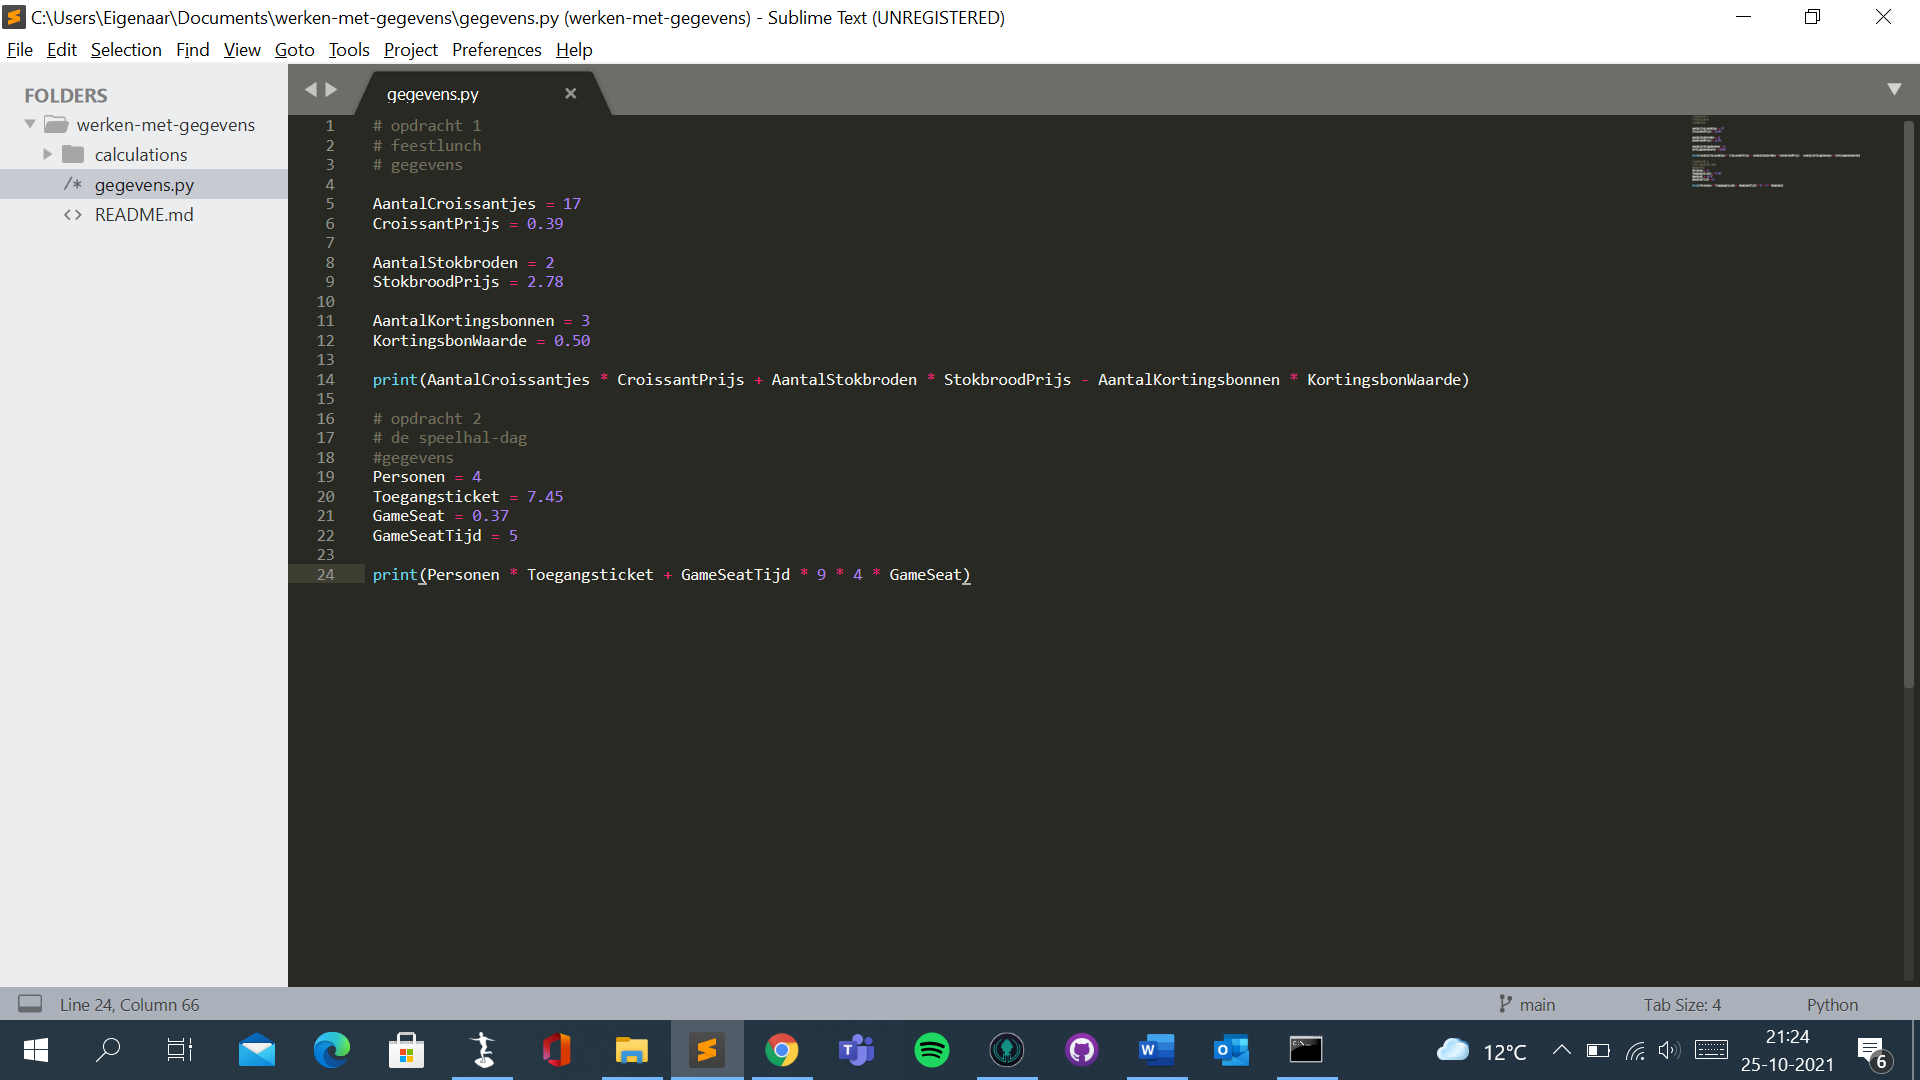 C:\Users\Eigenaar\Documents\werken-met-gegevens\gegevens.py (werken-met-gegevens) - Sublime Text (UNREGISTERED)
File Edit Selection Find View Goto Tools Project Preferences Help
FOLDERS
werken-met-gegevens
calculations
/* gegevens.py
<> README.md
gegevens.py
1 # opdracht 1
2 # feestlunch
3 # gegevens
4
5 AantalCroissantjes = 17
6 CroissantPrijs = 0.39
7
8 AantalStokbroden = 2
9 StokbroodPrijs = 2.78
10
11 AantalKortingsbonnen = 3
12 KortingsbonWaarde = 0.50
13
14 print(AantalCroissantjes * CroissantPrijs + AantalStokbroden * StokbroodPrijs - AantalKortingsbonnen * KortingsbonWaarde)
15
16 # opdracht 2
17 # de speelhal-dag
18 #gegevens
19 Personen = 4
20 Toegangsticket = 7.45
21 GameSeat = 0.37
22 GameSeatTijd = 5
23
24 print(Personen * Toegangsticket + GameSeatTijd * 9 * 4 * GameSeat)
Line 24, Column 66
main
Tab Size: 4
Python
12°C
21:24
25-10-2021
6